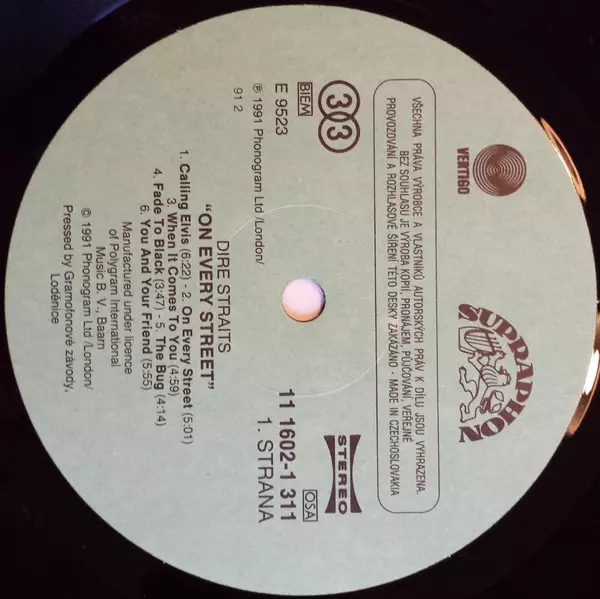 VERTIGO
SUPRAPHON
VŠECHNA PRÁVA VÝROBCE A VLASTNÍKŮ AUTORSKÝCH PRÁV K DÍLU JSOU VYHRAZENA.
BEZ SOUHLASU JE VÝROBA KOPIÍ, PRONÁJEM, PŮJČOVÁNÍ, VEŘEJNÉ
PROVOZOVÁNÍ A ROZHLASOVÉ ŠÍŘENÍ TÉTO DESKY ZAKÁZÁNO - MADE IN CZECHOSLOVAKIA
33
STEREO
BIEM
OSA
E 9523
11 1602-1 311
℗ 1991 Phonogram Ltd /London/
1. STRANA
91 2
DIRE STRAITS
"ON EVERY STREET"
1. Calling Elvis (6:22) - 2. On Every Street (5:01)
3. When It Comes To You (4:59)
4. Fade To Black (3:47) - 5. The Bug (4:14)
6. You And Your Friend (5:55)
Manufactured under licence
of Polygram International
Music B. V., Baarn
© 1991 Phonogram Ltd /London/
Pressed by Gramofonové závody,
Loděnice